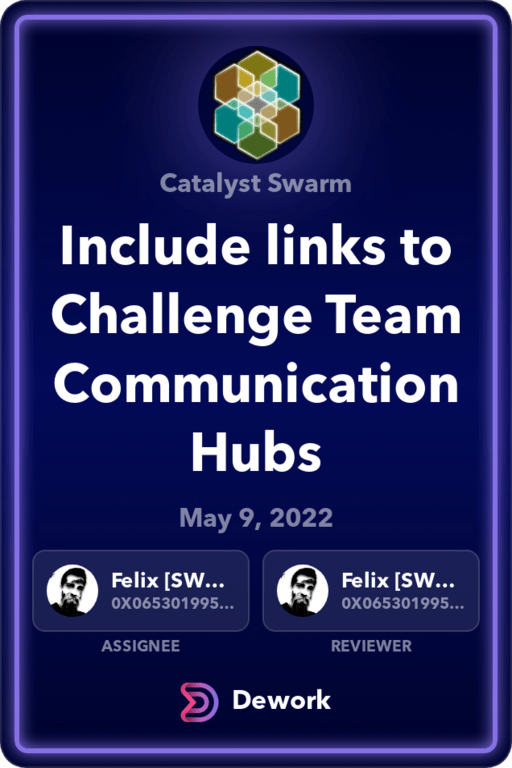 Catalyst Swarm
Include links to
Challenge Team
Communication
Hubs
May 9, 2022
Felix [SW...
0X065301995...
ASSIGNEE
Felix [SW...
0X065301995...
REVIEWER
Dework